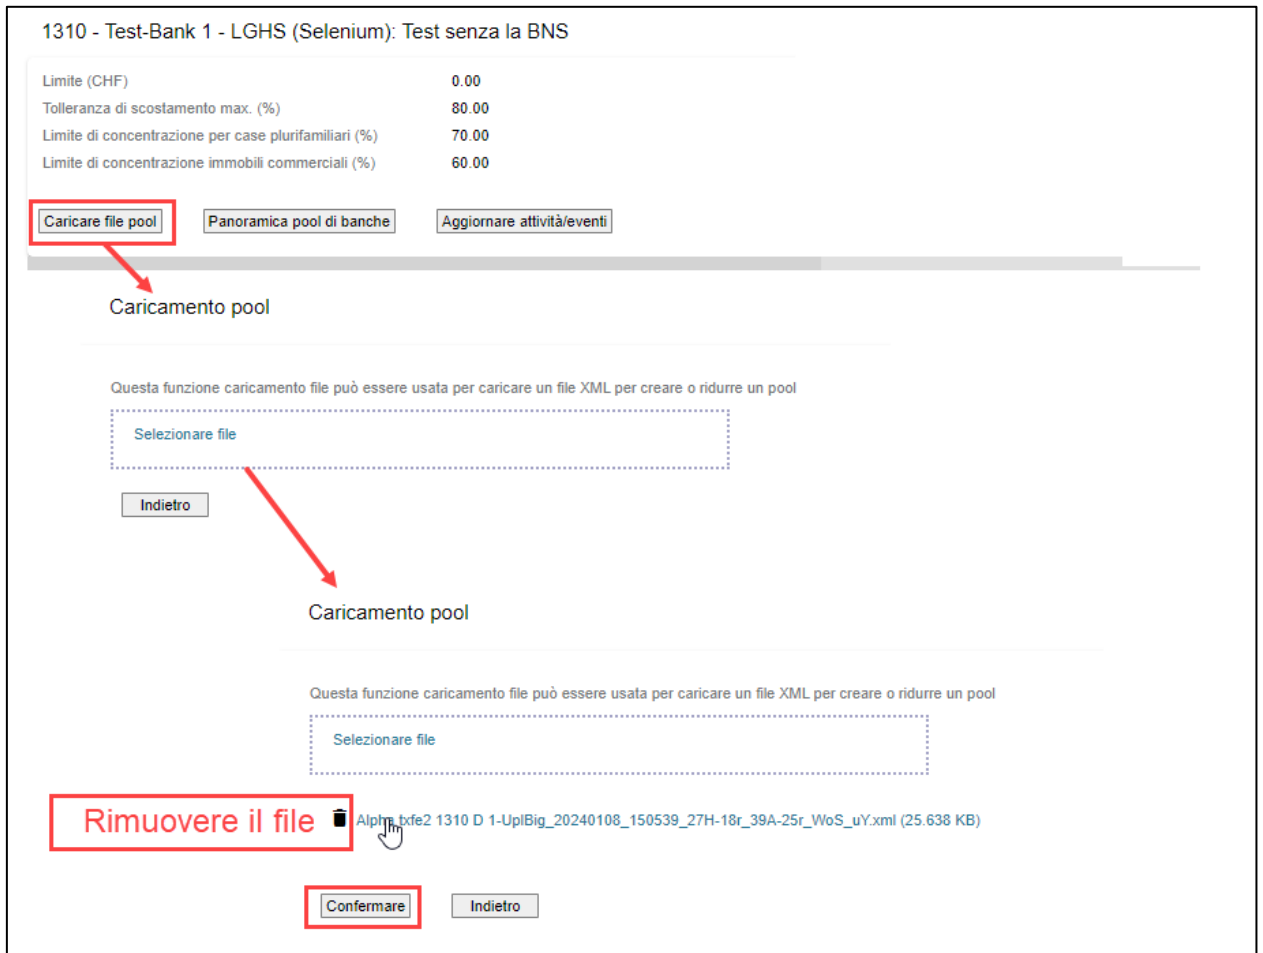 1310 - Test-Bank 1 - LGHS (Selenium): Test senza la BNS
Limite (CHF) 0.00
Tolleranza di scostamento max. (%) 80.00
Limite di concentrazione per case plurifamiliari (%) 70.00
Limite di concentrazione immobili commerciali (%) 60.00
Caricare file pool Panoramica pool di banche Aggiornare attività/eventi
Caricamento pool
Questa funzione caricamento file può essere usata per caricare un file XML per creare o ridurre un pool
Selezionare file
Indietro
Caricamento pool
Questa funzione caricamento file può essere usata per caricare un file XML per creare o ridurre un pool
Selezionare file
Rimuovere il file Alpha txfe2 1310 D 1-UplBig_20240108_150539_27H-18r_39A-25r_WoS_uY.xml (25.638 KB)
Confermare Indietro